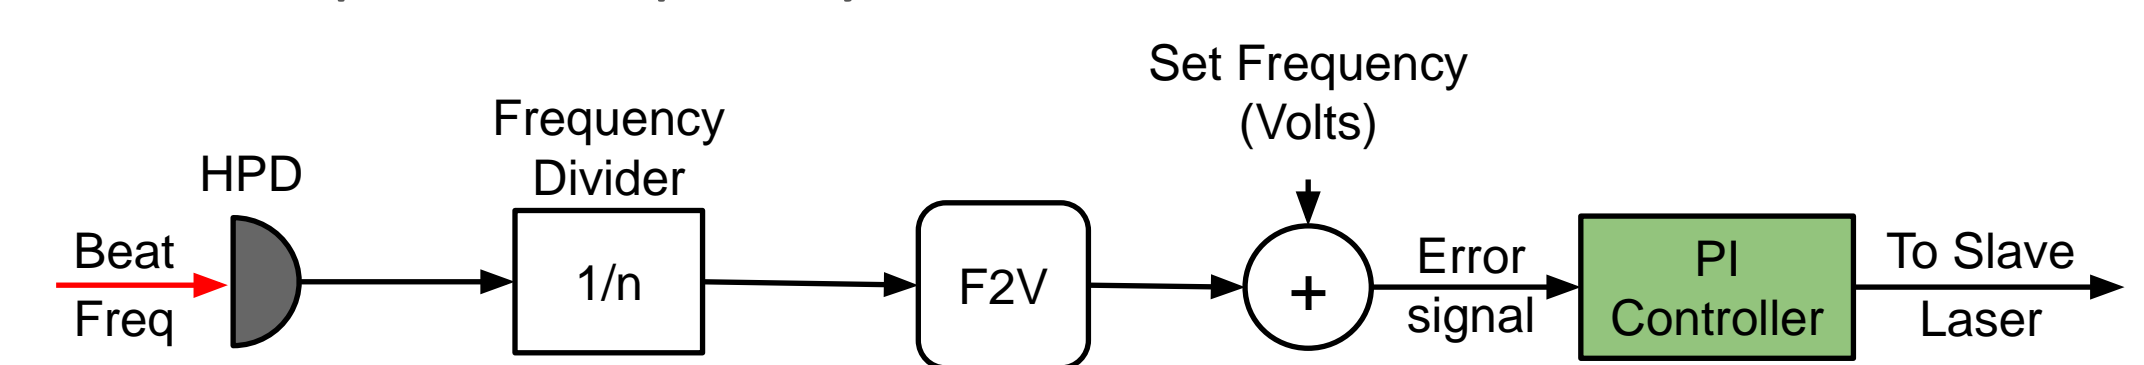 Set Frequency
(Volts)
Frequency
Divider
HPD
Beat
Freq
1/n
F2V
+
Error
signal
PI
Controller
To Slave
Laser